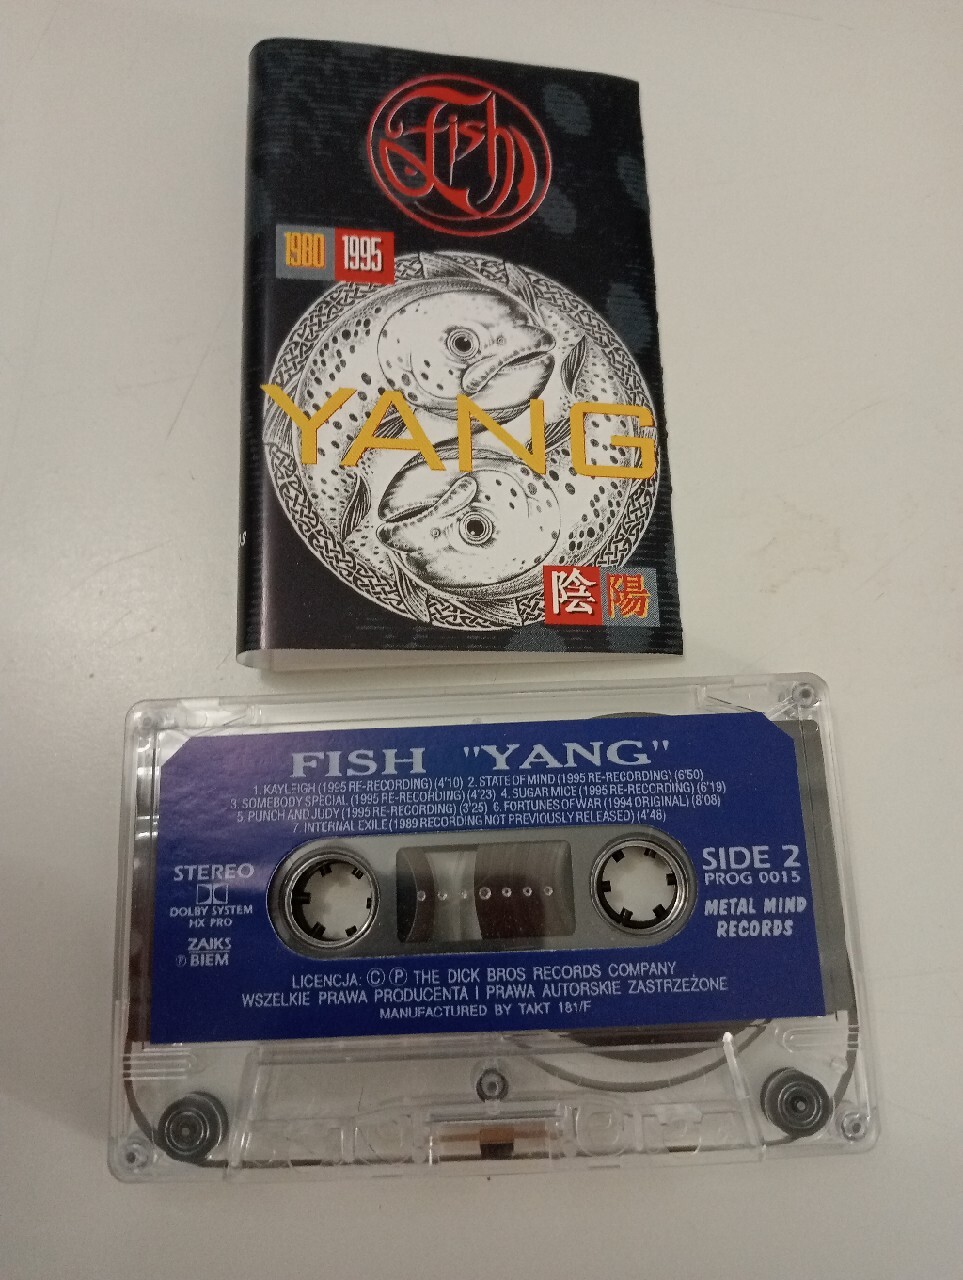 Fish
1980 1995
YANG
陰 陽
FISH "YANG"
1. KAYLEIGH (1995 RE-RECORDING) (4'10) 2. STATE OF MIND (1995 RE-RECORDING) (6'50)
3. SOMEBODY SPECIAL (1995 RE-RECORDING) (4'23) 4. SUGAR MICE (1995 RE-RECORDING) (6'19)
5. PUNCH AND JUDY (1995 RE-RECORDING) (3'25) 6. FORTUNES OF WAR (1994 ORIGINAL) (8'08)
7. INTERNAL EXILE (1989 RECORDING NOT PREVIOUSLY RELEASED) (4'48)
STEREO
DOLBY SYSTEM
HX PRO
ZAIKS
℗ BIEM
SIDE 2
PROG 0015
METAL MIND
RECORDS
LICENCJA: © ℗ THE DICK BROS RECORDS COMPANY
WSZELKIE PRAWA PRODUCENTA I PRAWA AUTORSKIE ZASTRZEŻONE
MANUFACTURED BY TAKT 181/F